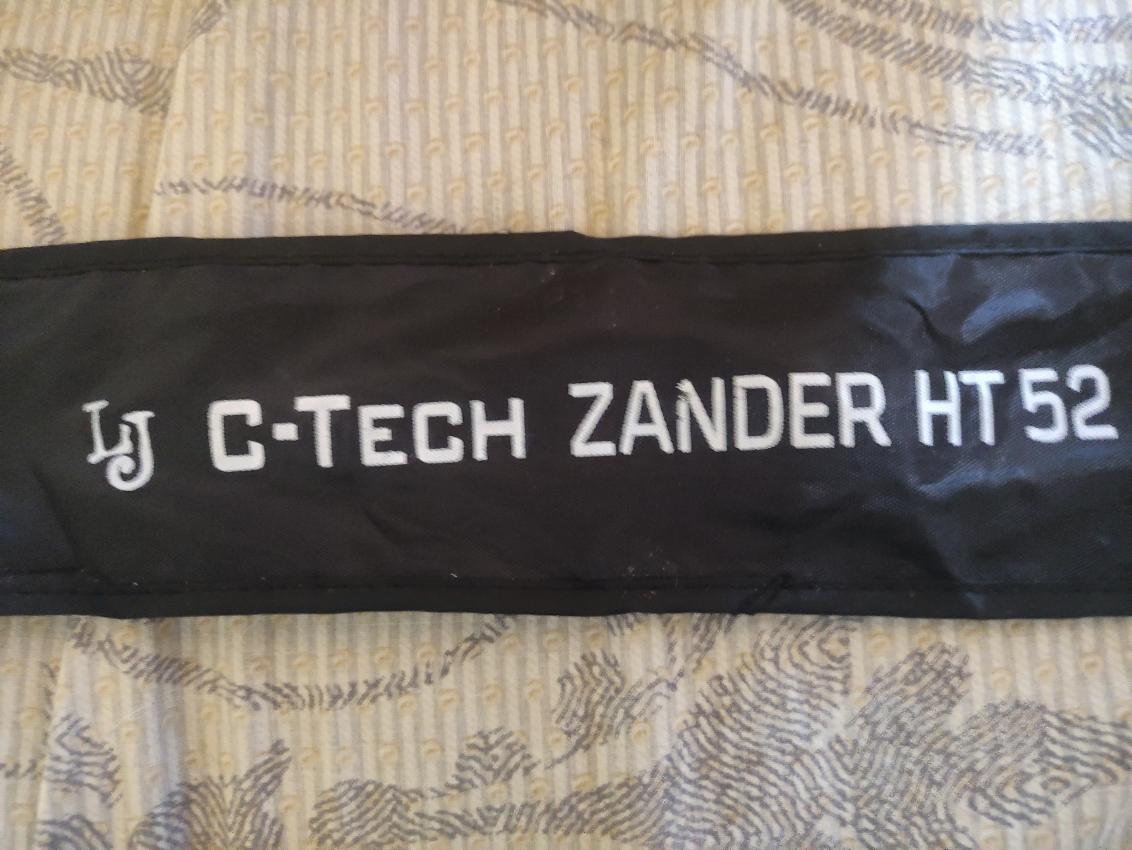 LJ C-TECH ZANDER HT 52